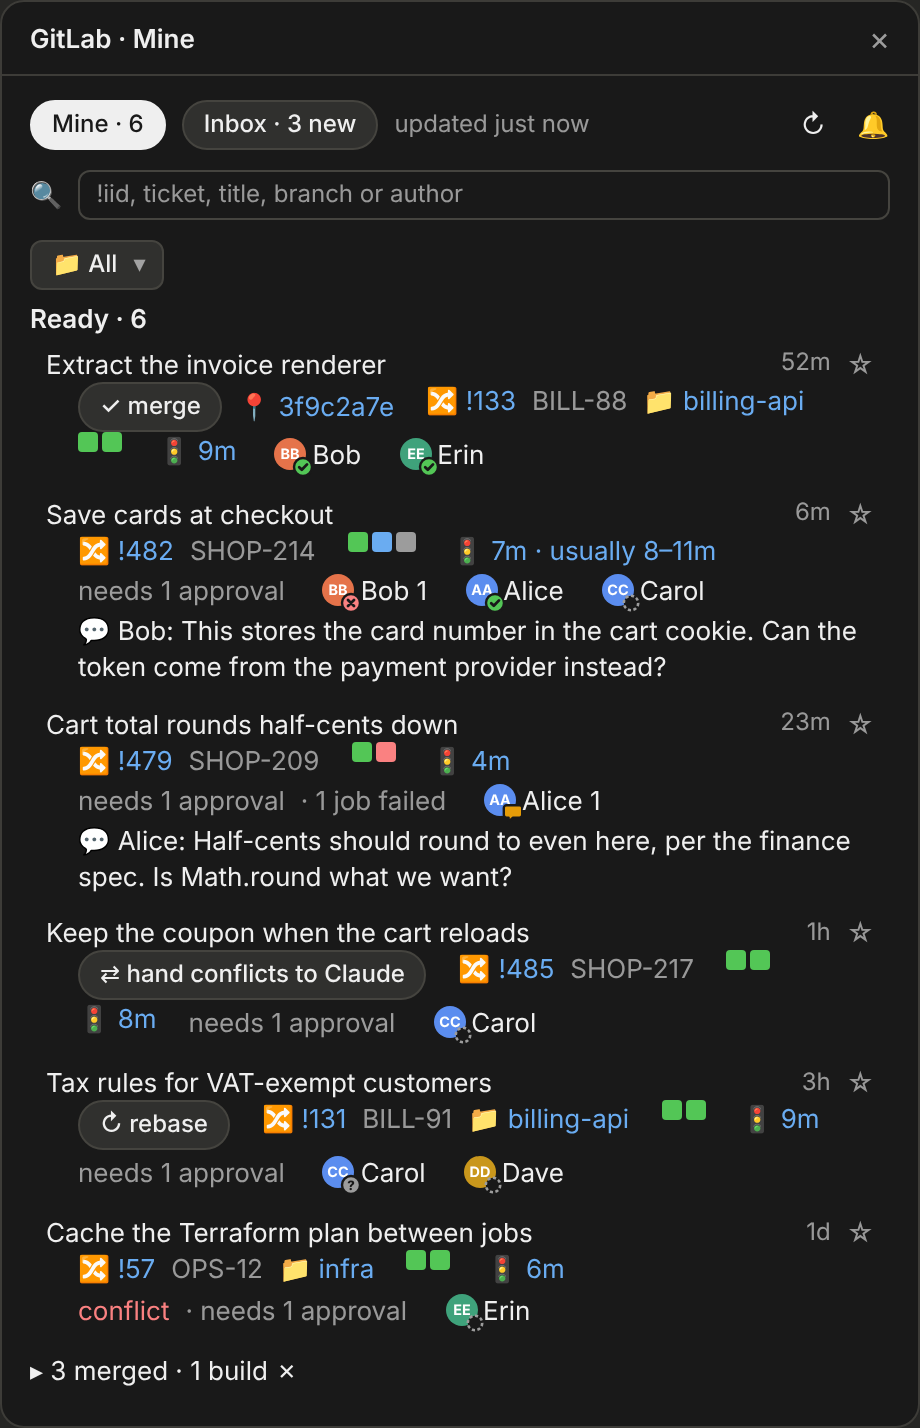 GitLab · Mine ×
Mine · 6 Inbox · 3 new updated just now ↻ 🔔
🔍 !iid, ticket, title, branch or author
📁 All ▾
Ready · 6
Extract the invoice renderer 52m ☆
✓ merge 📍 3f9c2a7e 🔀 !133 BILL-88 📁 billing-api
🚦 9m BB Bob EE Erin
Save cards at checkout 6m ☆
🔀 !482 SHOP-214 🚦 7m · usually 8–11m
needs 1 approval BB Bob 1 AA Alice CC Carol
💬 Bob: This stores the card number in the cart cookie. Can the
token come from the payment provider instead?
Cart total rounds half-cents down 23m ☆
🔀 !479 SHOP-209 🚦 4m
needs 1 approval · 1 job failed AA Alice 1
💬 Alice: Half-cents should round to even here, per the finance
spec. Is Math.round what we want?
Keep the coupon when the cart reloads 1h ☆
⇄ hand conflicts to Claude 🔀 !485 SHOP-217
🚦 8m needs 1 approval CC Carol
Tax rules for VAT-exempt customers 3h ☆
↻ rebase 🔀 !131 BILL-91 📁 billing-api 🚦 9m
needs 1 approval CC ? Carol DD Dave
Cache the Terraform plan between jobs 1d ☆
🔀 !57 OPS-12 📁 infra 🚦 6m
conflict · needs 1 approval EE Erin
▸ 3 merged · 1 build ×